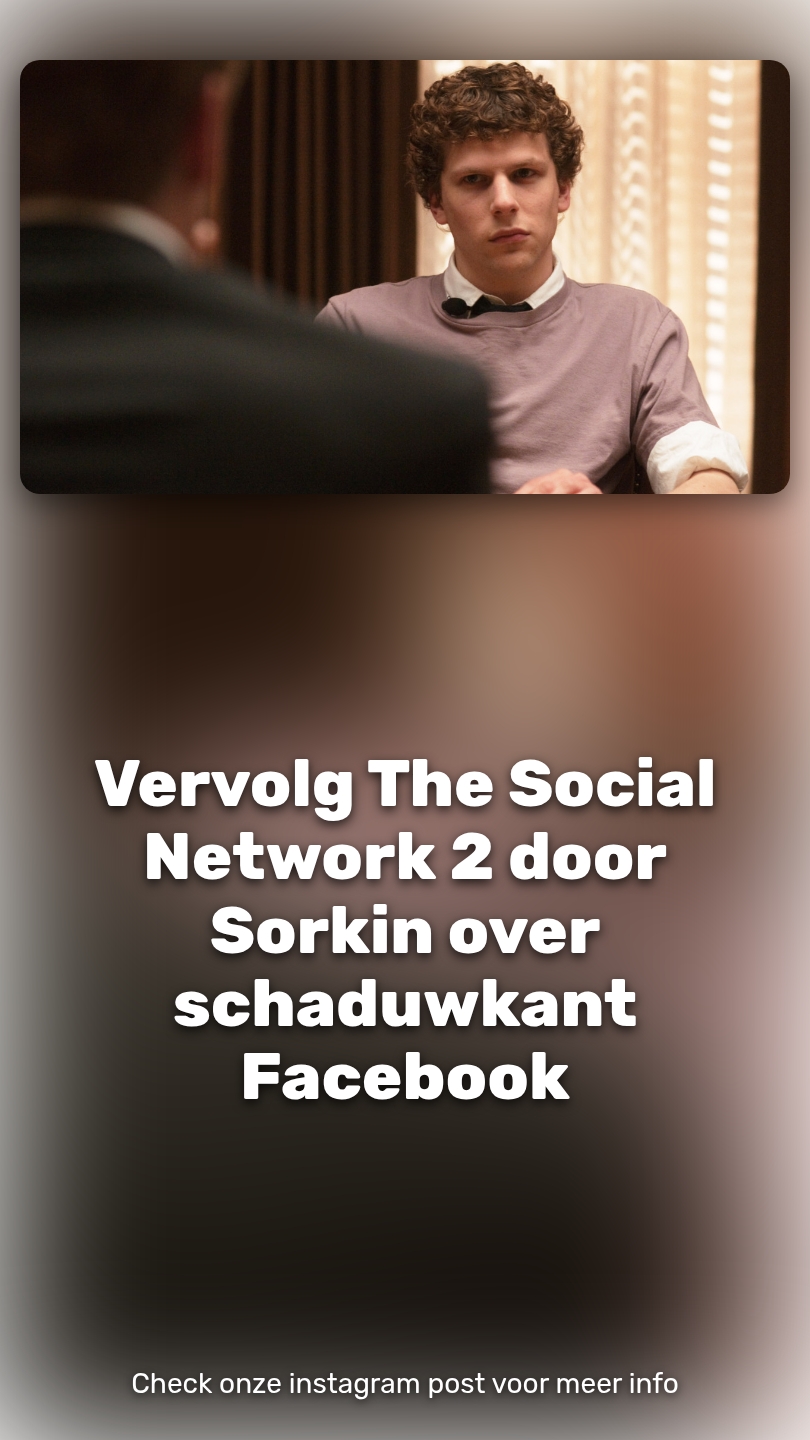 Vervolg The Social
Network 2 door
Sorkin over
schaduwkant
Facebook
Check onze instagram post voor meer info